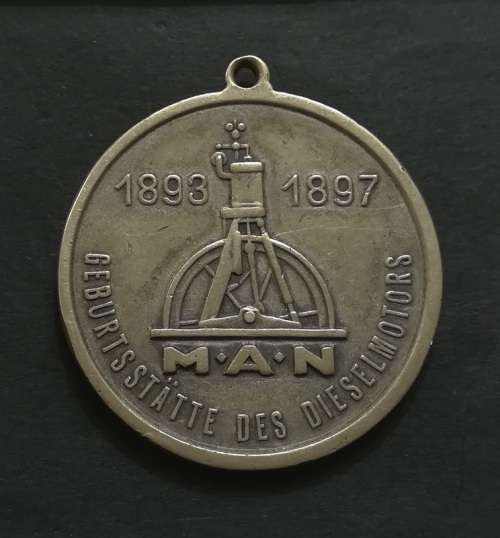 1893 1897
M·A·N
GEBURTSSTÄTTE DES DIESELMOTORS